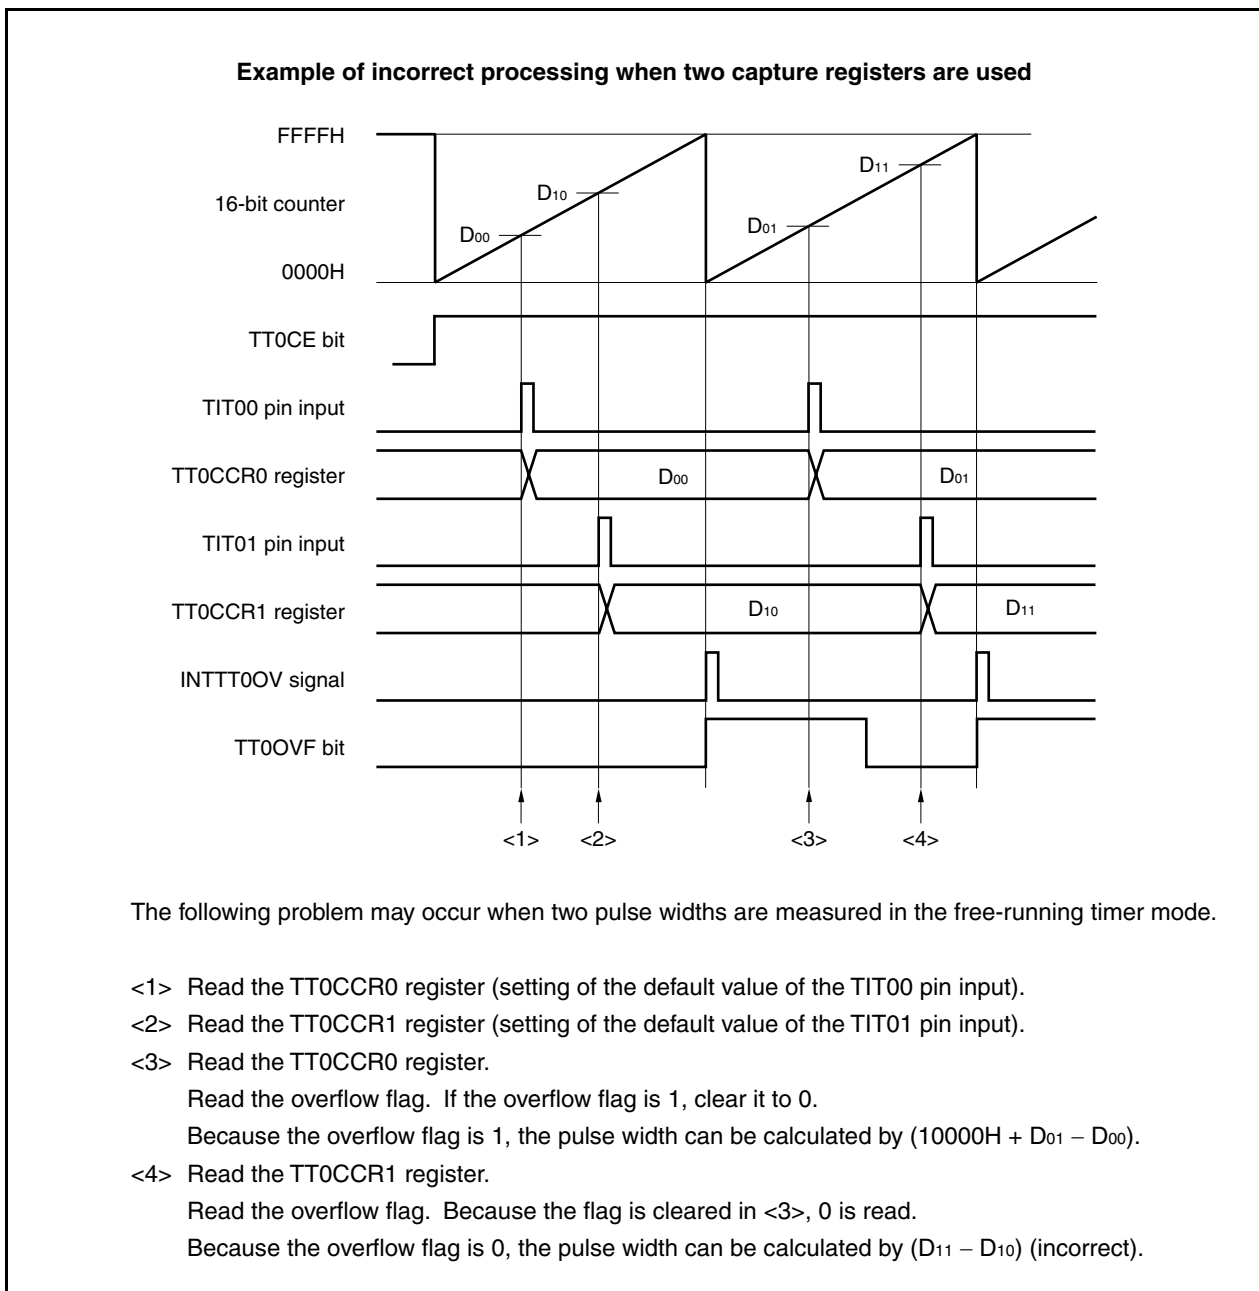 Example of incorrect processing when two capture registers are used
FFFFH
D11
D10
16-bit counter
D01
D00
0000H
TT0CE bit
TIT00 pin input
TT0CCR0 register
D00
D01
TIT01 pin input
TT0CCR1 register
D10
D11
INTTT0OV signal
TT0OVF bit
<1> <2> <3> <4>
The following problem may occur when two pulse widths are measured in the free-running timer mode.
<1> Read the TT0CCR0 register (setting of the default value of the TIT00 pin input).
<2> Read the TT0CCR1 register (setting of the default value of the TIT01 pin input).
<3> Read the TT0CCR0 register.
Read the overflow flag. If the overflow flag is 1, clear it to 0.
Because the overflow flag is 1, the pulse width can be calculated by (10000H + D01 − D00).
<4> Read the TT0CCR1 register.
Read the overflow flag. Because the flag is cleared in <3>, 0 is read.
Because the overflow flag is 0, the pulse width can be calculated by (D11 − D10) (incorrect).